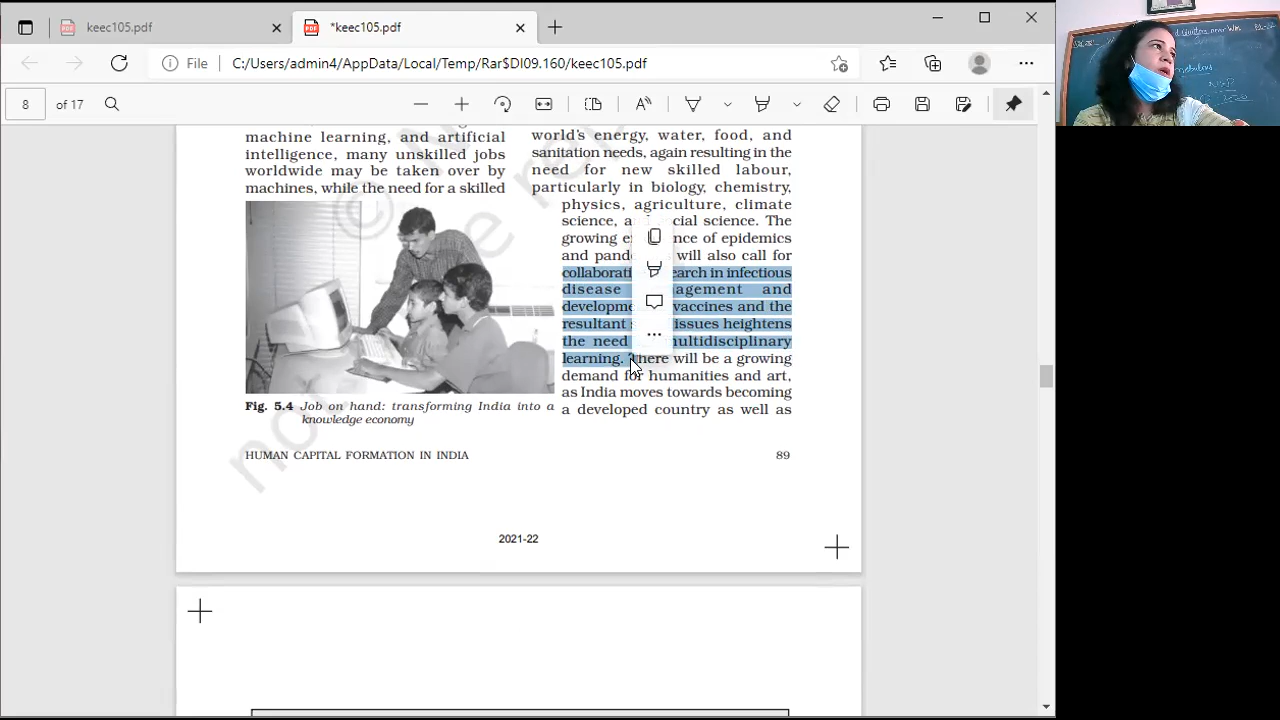 keec105.pdf
*keec105.pdf
File
C:/Users/admin4/AppData/Local/Temp/Rar$DI09.160/keec105.pdf
8
of 17
machine learning, and artificial
intelligence, many unskilled jobs
worldwide may be taken over by
machines, while the need for a skilled
Fig. 5.4 Job on hand: transforming India into a
knowledge economy
world's energy, water, food, and
sanitation needs, again resulting in the
need for new skilled labour,
particularly in biology, chemistry,
physics, agriculture, climate
science, a cial science. The
growing e nce of epidemics
and pand will also call for
collaborati earch in infectious
disease agement and
developme vaccines and the
resultant s issues heightens
the need multidisciplinary
learning. There will be a growing
demand for humanities and art,
as India moves towards becoming
a developed country as well as
HUMAN CAPITAL FORMATION IN INDIA
89
2021-22